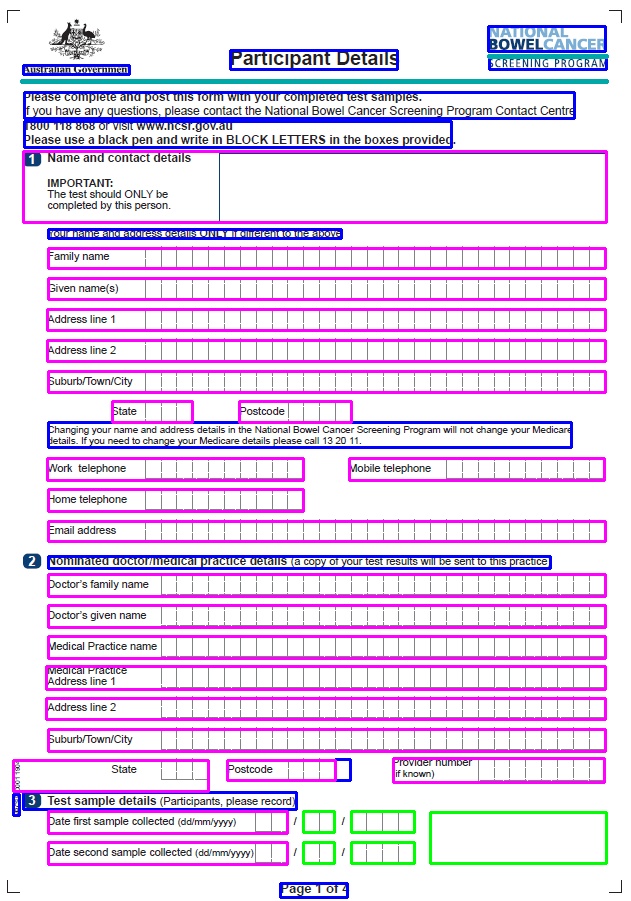 Australian Government
Participant Details
NATIONAL
BOWELCANCER
SCREENING PROGRAM
Please complete and post this form with your completed test samples.
If you have any questions, please contact the National Bowel Cancer Screening Program Contact Centre
1800 118 868 or visit www.ncsr.gov.au
Please use a black pen and write in BLOCK LETTERS in the boxes provided.
1 Name and contact details
IMPORTANT:
The test should ONLY be
completed by this person.
Your name and address details ONLY if different to the above
Family name
Given name(s)
Address line 1
Address line 2
Suburb/Town/City
State Postcode
Changing your name and address details in the National Bowel Cancer Screening Program will not change your Medicare
details. If you need to change your Medicare details please call 13 20 11.
Work telephone Mobile telephone
Home telephone
Email address
2 Nominated doctor/medical practice details (a copy of your test results will be sent to this practice
Doctor's family name
Doctor's given name
Medical Practice name
Medical Practice
Address line 1
Address line 2
Suburb/Town/City
State Postcode Provider number
if known)
3 Test sample details (Participants, please record)
Date first sample collected (dd/mm/yyyy) / /
Date second sample collected (dd/mm/yyyy) / /
Page 1 of 4